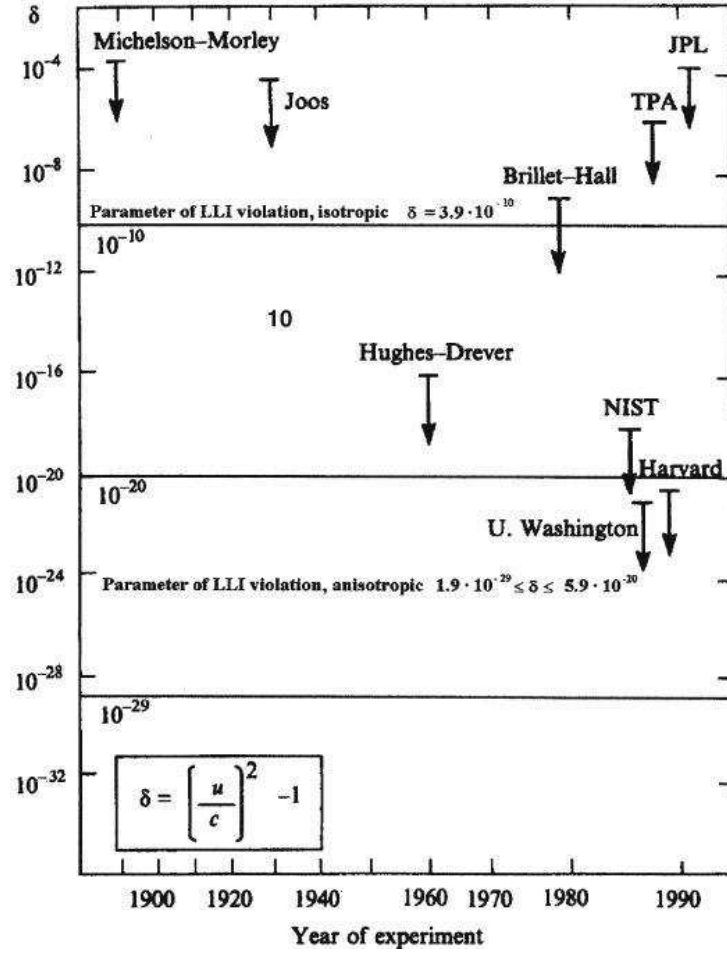 δ
Michelson–Morley
JPL
10⁻⁴
Joos
TPA
10⁻⁸
Brillet–Hall
Parameter of LLI violation, isotropic δ = 3.9 · 10⁻¹⁰
10⁻¹⁰
10⁻¹²
10
Hughes–Drever
10⁻¹⁶
NIST
Harvard
10⁻²⁰
10⁻²⁰
U. Washington
10⁻²⁴
Parameter of LLI violation, anisotropic 1.9 · 10⁻²⁹ ≤ δ ≤ 5.9 · 10⁻²⁰
10⁻²⁸
10⁻²⁹
10⁻³²
δ = (u/c)² −1
1900 1920 1940 1960 1970 1980 1990
Year of experiment